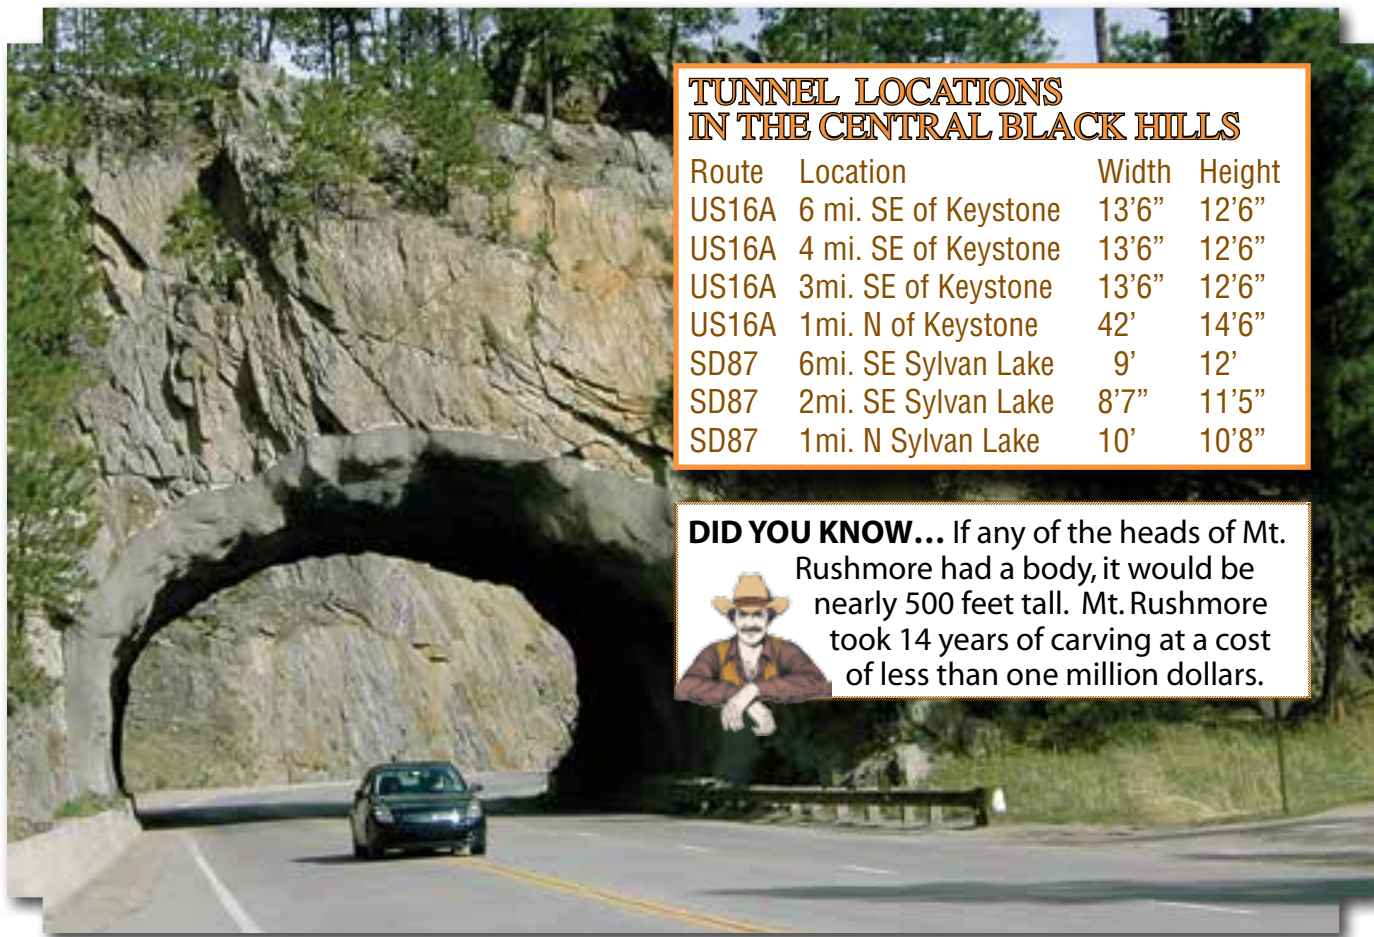 TUNNEL LOCATIONS
IN THE CENTRAL BLACK HILLS
Route Location Width Height
US16A 6 mi. SE of Keystone 13'6” 12'6”
US16A 4 mi. SE of Keystone 13'6” 12'6”
US16A 3mi. SE of Keystone 13'6” 12'6”
US16A 1mi. N of Keystone 42' 14'6”
SD87 6mi. SE Sylvan Lake 9' 12'
SD87 2mi. SE Sylvan Lake 8'7” 11'5”
SD87 1mi. N Sylvan Lake 10' 10'8”
DID YOU KNOW... If any of the heads of Mt.
Rushmore had a body, it would be
nearly 500 feet tall. Mt. Rushmore
took 14 years of carving at a cost
of less than one million dollars.